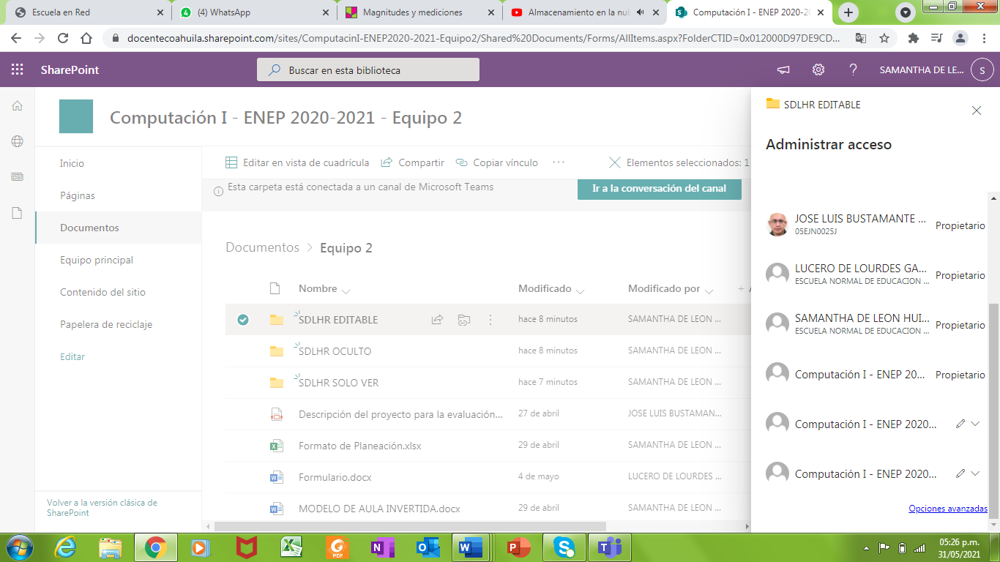 Escuela en Red
(4) WhatsApp
Magnitudes y mediciones
Almacenamiento en la nub
Computación I - ENEP 2020-20
docentecoahuila.sharepoint.com/sites/ComputacinI-ENEP2020-2021-Equipo2/Shared%20Documents/Forms/AllItems.aspx?FolderCTID=0x012000D97DE9CD...
SharePoint
Buscar en esta biblioteca
SAMANTHA DE LE...
S
Computación I - ENEP 2020-2021 - Equipo 2
Inicio
Páginas
Documentos
Equipo principal
Contenido del sitio
Papelera de reciclaje
Editar
Volver a la versión clásica de
SharePoint
Editar en vista de cuadrícula
Compartir
Copiar vínculo
...
Elementos seleccionados: 1
Esta carpeta está conectada a un canal de Microsoft Teams
Ir a la conversación del canal
Documentos > Equipo 2
Nombre Modificado Modificado por + A
SDLHR EDITABLE hace 8 minutos SAMANTHA DE LEON ...
SDLHR OCULTO hace 8 minutos SAMANTHA DE LEON ...
SDLHR SOLO VER hace 7 minutos SAMANTHA DE LEON ...
Descripción del proyecto para la evaluación... 27 de abril JOSE LUIS BUSTAMAN...
Formato de Planeación.xlsx 29 de abril SAMANTHA DE LEON ...
Formulario.docx 4 de mayo LUCERO DE LOURDES ...
MODELO DE AULA INVERTIDA.docx 29 de abril SAMANTHA DE LEON ...
SDLHR EDITABLE
Administrar acceso
JOSE LUIS BUSTAMANTE ... Propietario
05EJN0025J
LUCERO DE LOURDES GA... Propietario
ESCUELA NORMAL DE EDUCACION ...
SAMANTHA DE LEON HUI... Propietario
ESCUELA NORMAL DE EDUCACION ...
Computación I - ENEP 20... Propietario
Computación I - ENEP 2020...
Computación I - ENEP 2020...
Opciones avanzadas
05:26 p.m.
31/05/2021